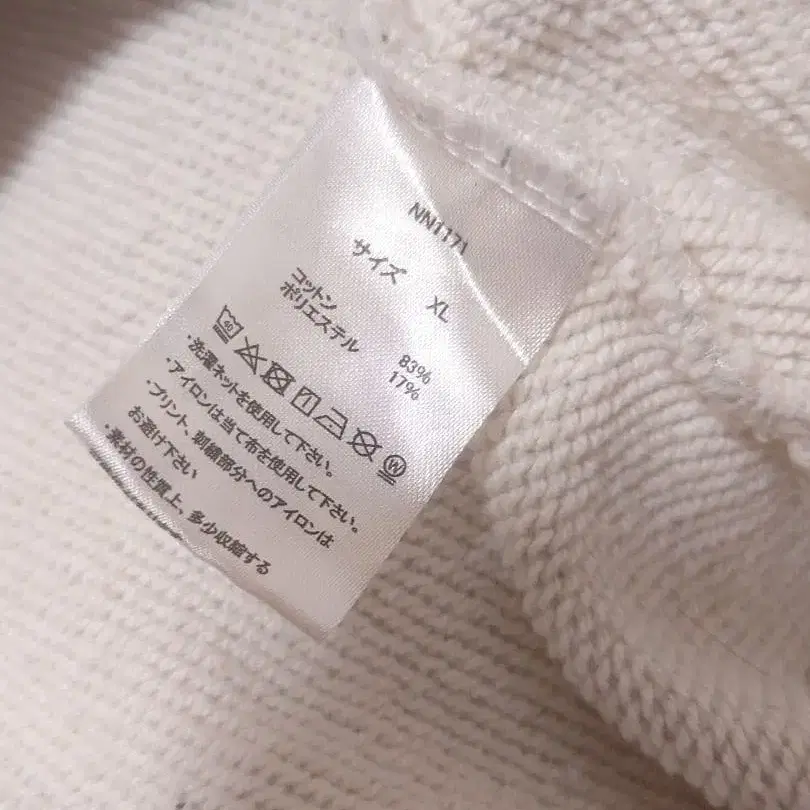 NN1171
サイズ XL
コットン 83%
ポリエステル 17%
40
・洗濯ネットを使用して下さい。
・アイロンは当て布を使用して下さい。
・プリント、刺繍部分へのアイロンは
お避け下さい
・素材の性質上、多少収縮する